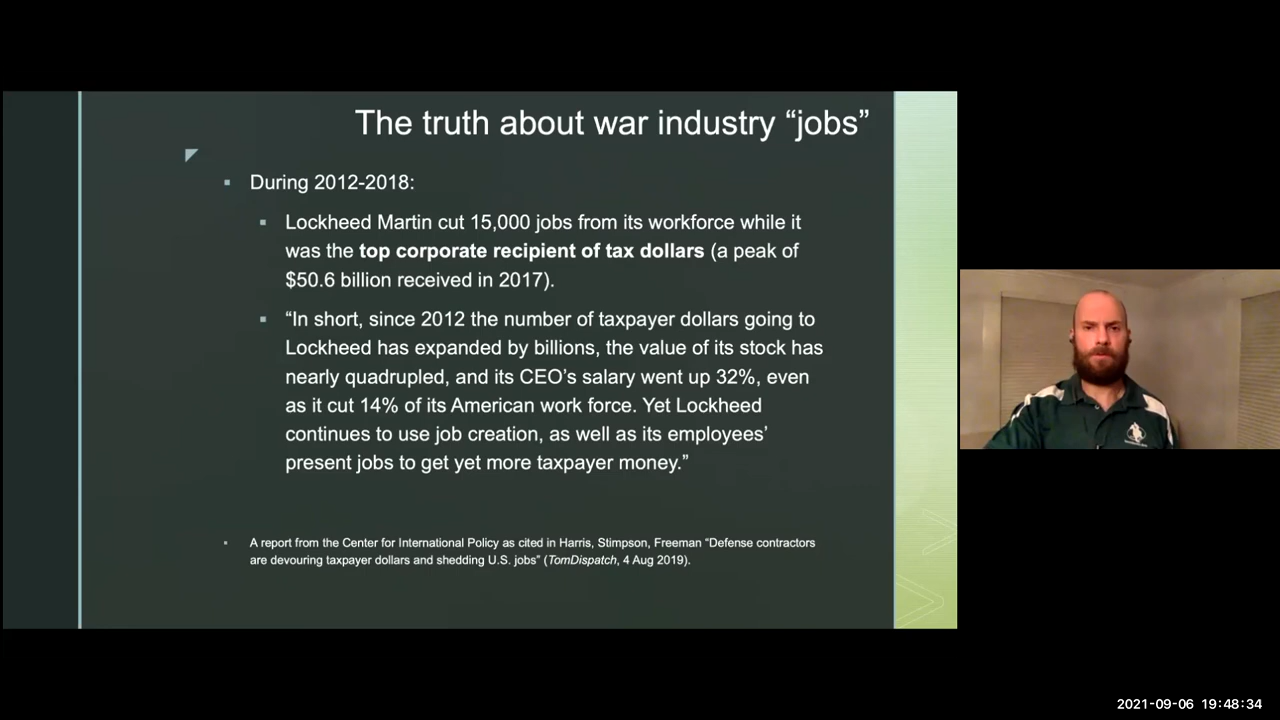 The truth about war industry “jobs”
During 2012-2018:
Lockheed Martin cut 15,000 jobs from its workforce while it
was the top corporate recipient of tax dollars (a peak of
$50.6 billion received in 2017).
“In short, since 2012 the number of taxpayer dollars going to
Lockheed has expanded by billions, the value of its stock has
nearly quadrupled, and its CEO’s salary went up 32%, even
as it cut 14% of its American work force. Yet Lockheed
continues to use job creation, as well as its employees’
present jobs to get yet more taxpayer money.”
A report from the Center for International Policy as cited in Harris, Stimpson, Freeman “Defense contractors
are devouring taxpayer dollars and shedding U.S. jobs” (TomDispatch, 4 Aug 2019).
2021-09-06 19:48:34